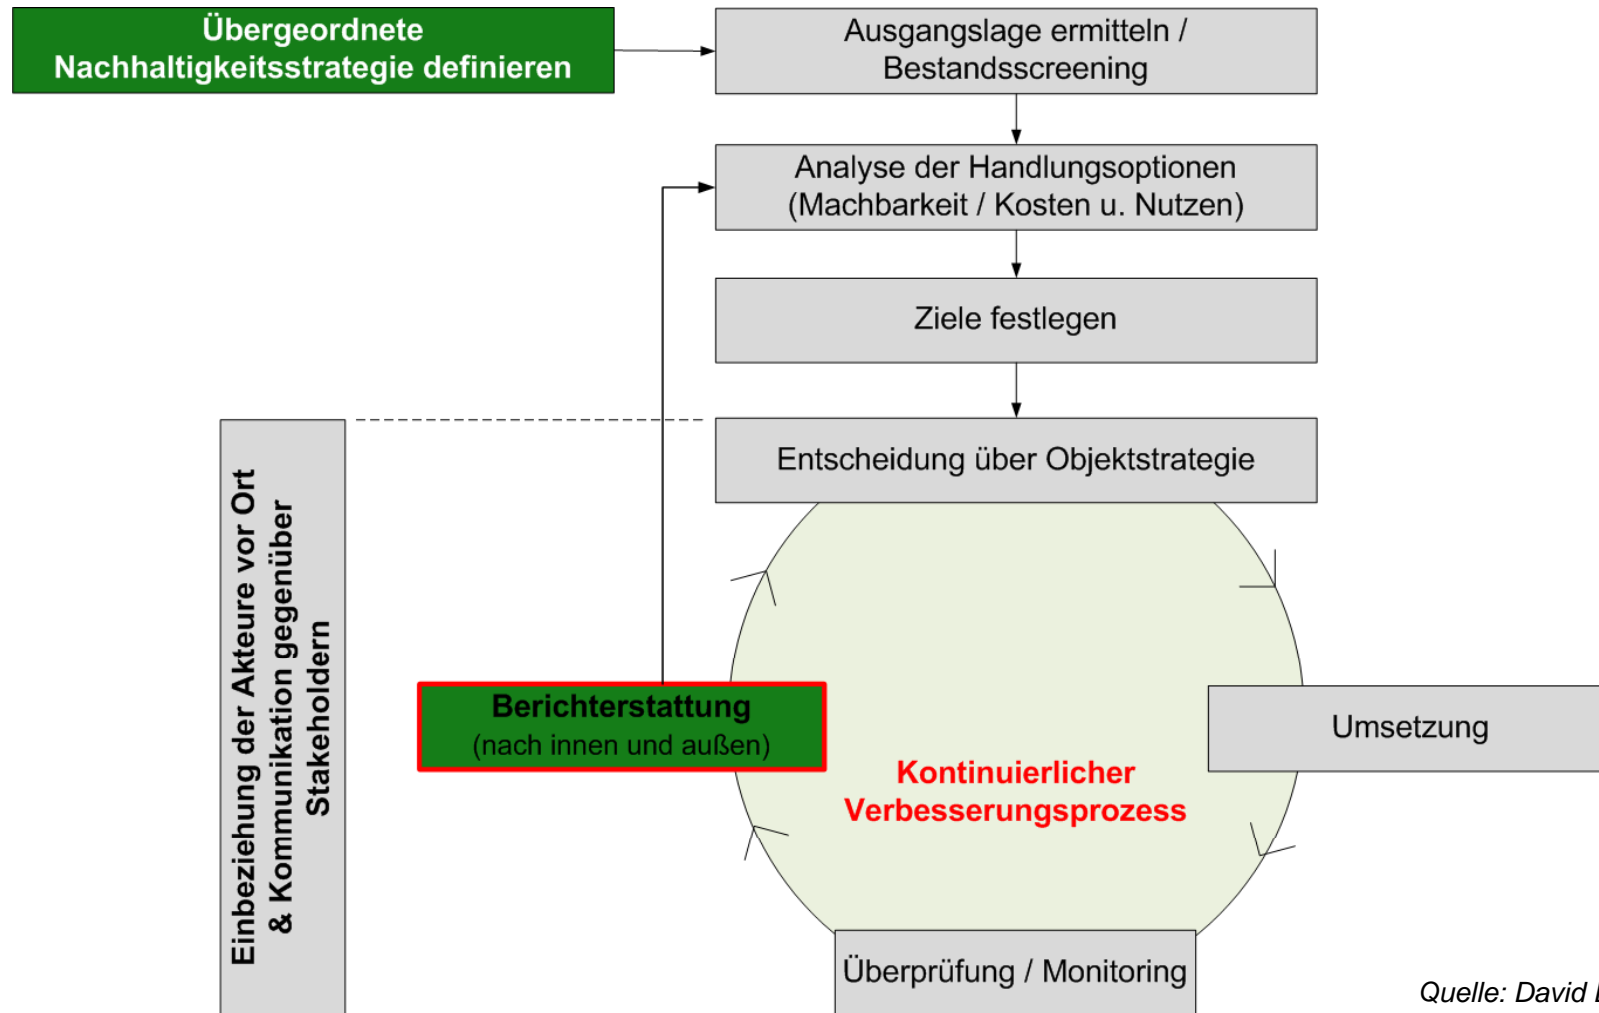 Übergeordnete
Nachhaltigkeitsstrategie definieren
Ausgangslage ermitteln /
Bestandsscreening
Analyse der Handlungsoptionen
(Machbarkeit / Kosten u. Nutzen)
Ziele festlegen
Entscheidung über Objektstrategie
Einbeziehung der Akteure vor Ort
& Kommunikation gegenüber
Stakeholdern
Berichterstattung
(nach innen und außen)
Umsetzung
Kontinuierlicher
Verbesserungsprozess
Überprüfung / Monitoring
Quelle: David